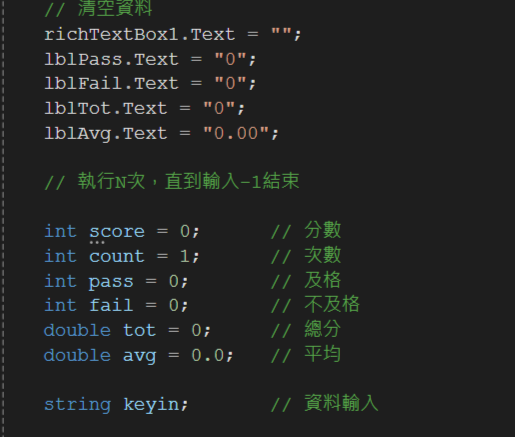 // 清空資料
richTextBox1.Text = "";
lblPass.Text = "0";
lblFail.Text = "0";
lblTot.Text = "0";
lblAvg.Text = "0.00";
// 執行N次，直到輸入-1結束
int score = 0; // 分數
int count = 1; // 次數
int pass = 0; // 及格
int fail = 0; // 不及格
double tot = 0; // 總分
double avg = 0.0; // 平均
string keyin; // 資料輸入